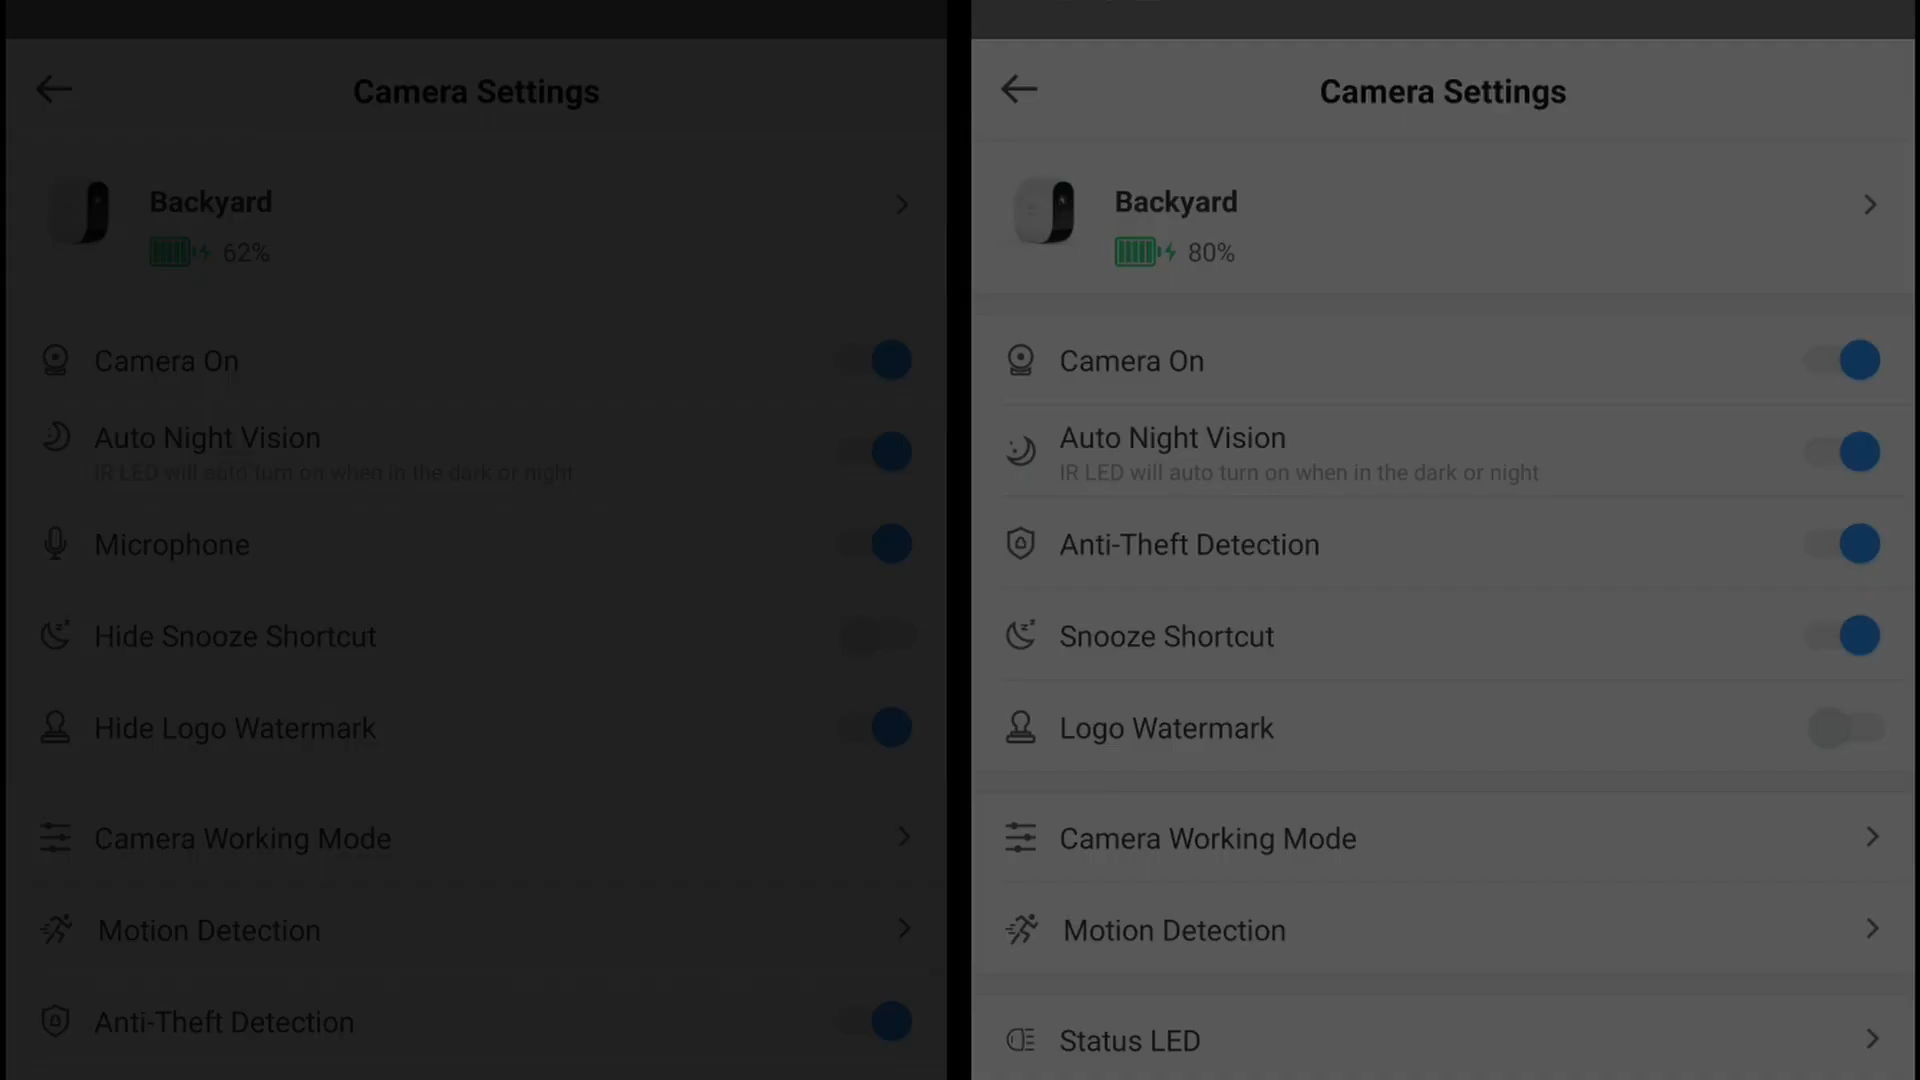 Camera Settings
Backyard
62%
Camera On
Auto Night Vision
IR LED will auto turn on when in the dark or night
Microphone
Hide Snooze Shortcut
Hide Logo Watermark
Camera Working Mode
Motion Detection
Anti-Theft Detection
Camera Settings
Backyard
80%
Camera On
Auto Night Vision
IR LED will auto turn on when in the dark or night
Anti-Theft Detection
Snooze Shortcut
Logo Watermark
Camera Working Mode
Motion Detection
Status LED